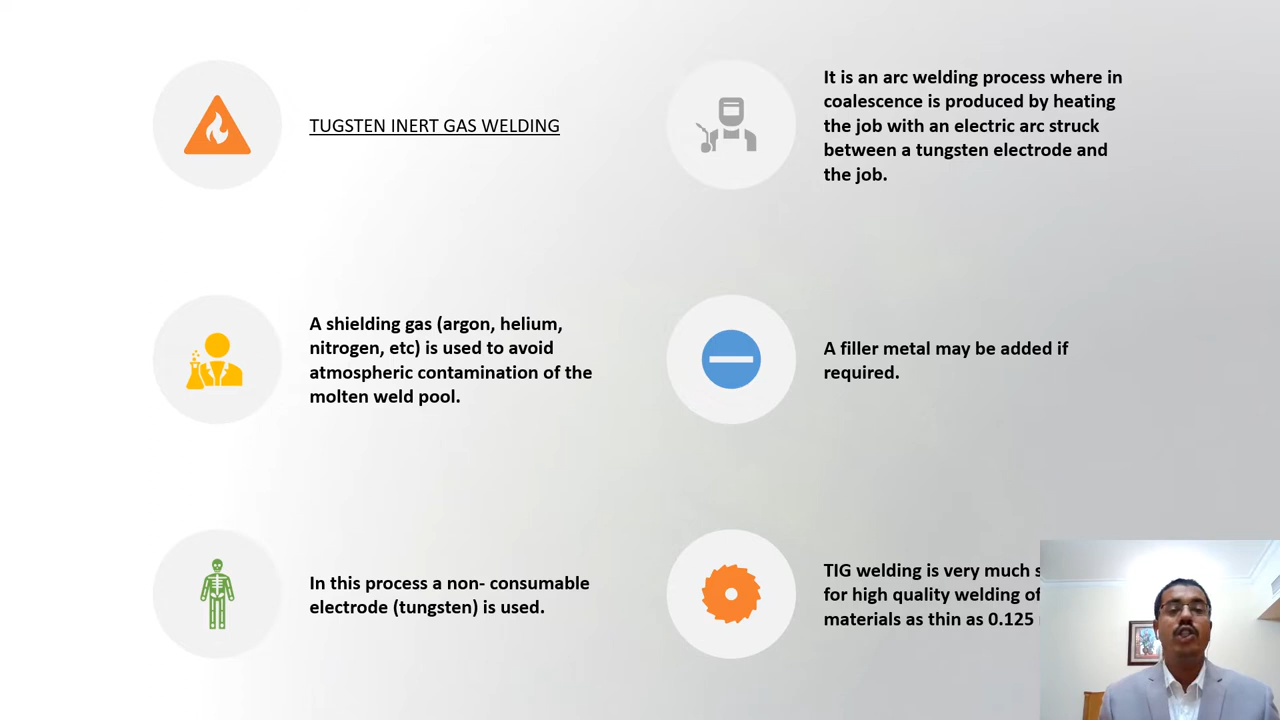 TUGSTEN INERT GAS WELDING
It is an arc welding process where in
coalescence is produced by heating
the job with an electric arc struck
between a tungsten electrode and
the job.
A shielding gas (argon, helium,
nitrogen, etc) is used to avoid
atmospheric contamination of the
molten weld pool.
A filler metal may be added if
required.
In this process a non- consumable
electrode (tungsten) is used.
TIG welding is very much
for high quality welding of
materials as thin as 0.125